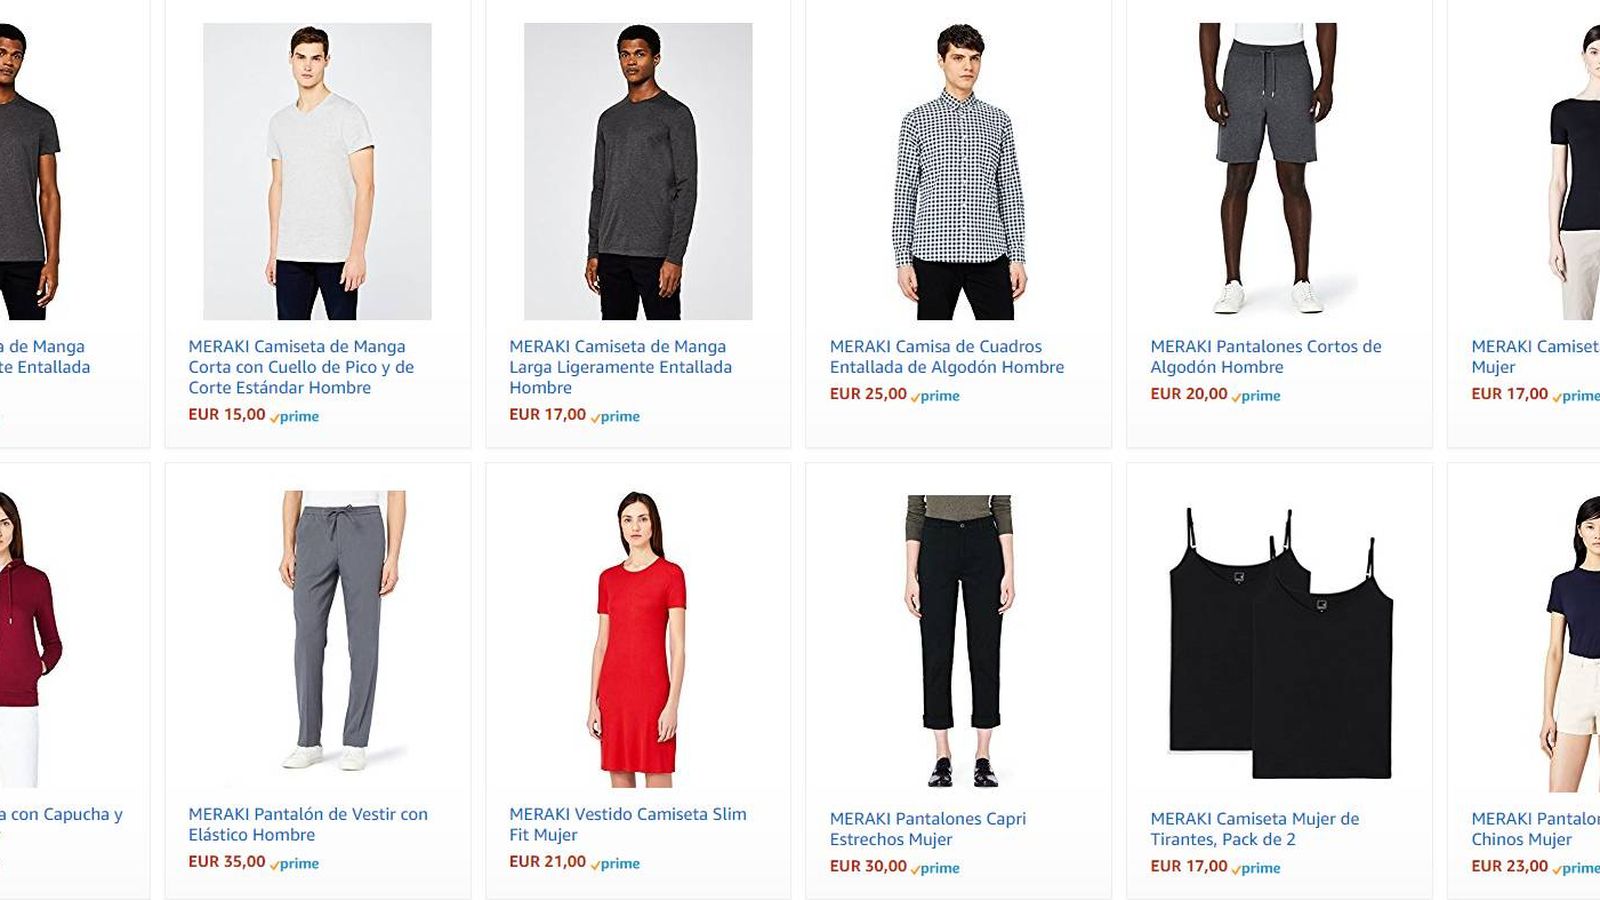 a de Manga
te Entallada
MERAKI Camiseta de Manga
Corta con Cuello de Pico y de
Corte Estándar Hombre
EUR 15,00 prime
MERAKI Camiseta de Manga
Larga Ligeramente Entallada
Hombre
EUR 17,00 prime
MERAKI Camisa de Cuadros
Entallada de Algodón Hombre
EUR 25,00 prime
MERAKI Pantalones Cortos de
Algodón Hombre
EUR 20,00 prime
MERAKI Camiset
Mujer
EUR 17,00 prime
a con Capucha y
MERAKI Pantalón de Vestir con
Elástico Hombre
EUR 35,00 prime
MERAKI Vestido Camiseta Slim
Fit Mujer
EUR 21,00 prime
MERAKI Pantalones Capri
Estrechos Mujer
EUR 30,00 prime
MERAKI Camiseta Mujer de
Tirantes, Pack de 2
EUR 17,00 prime
MERAKI Pantalo
Chinos Mujer
EUR 23,00 prime